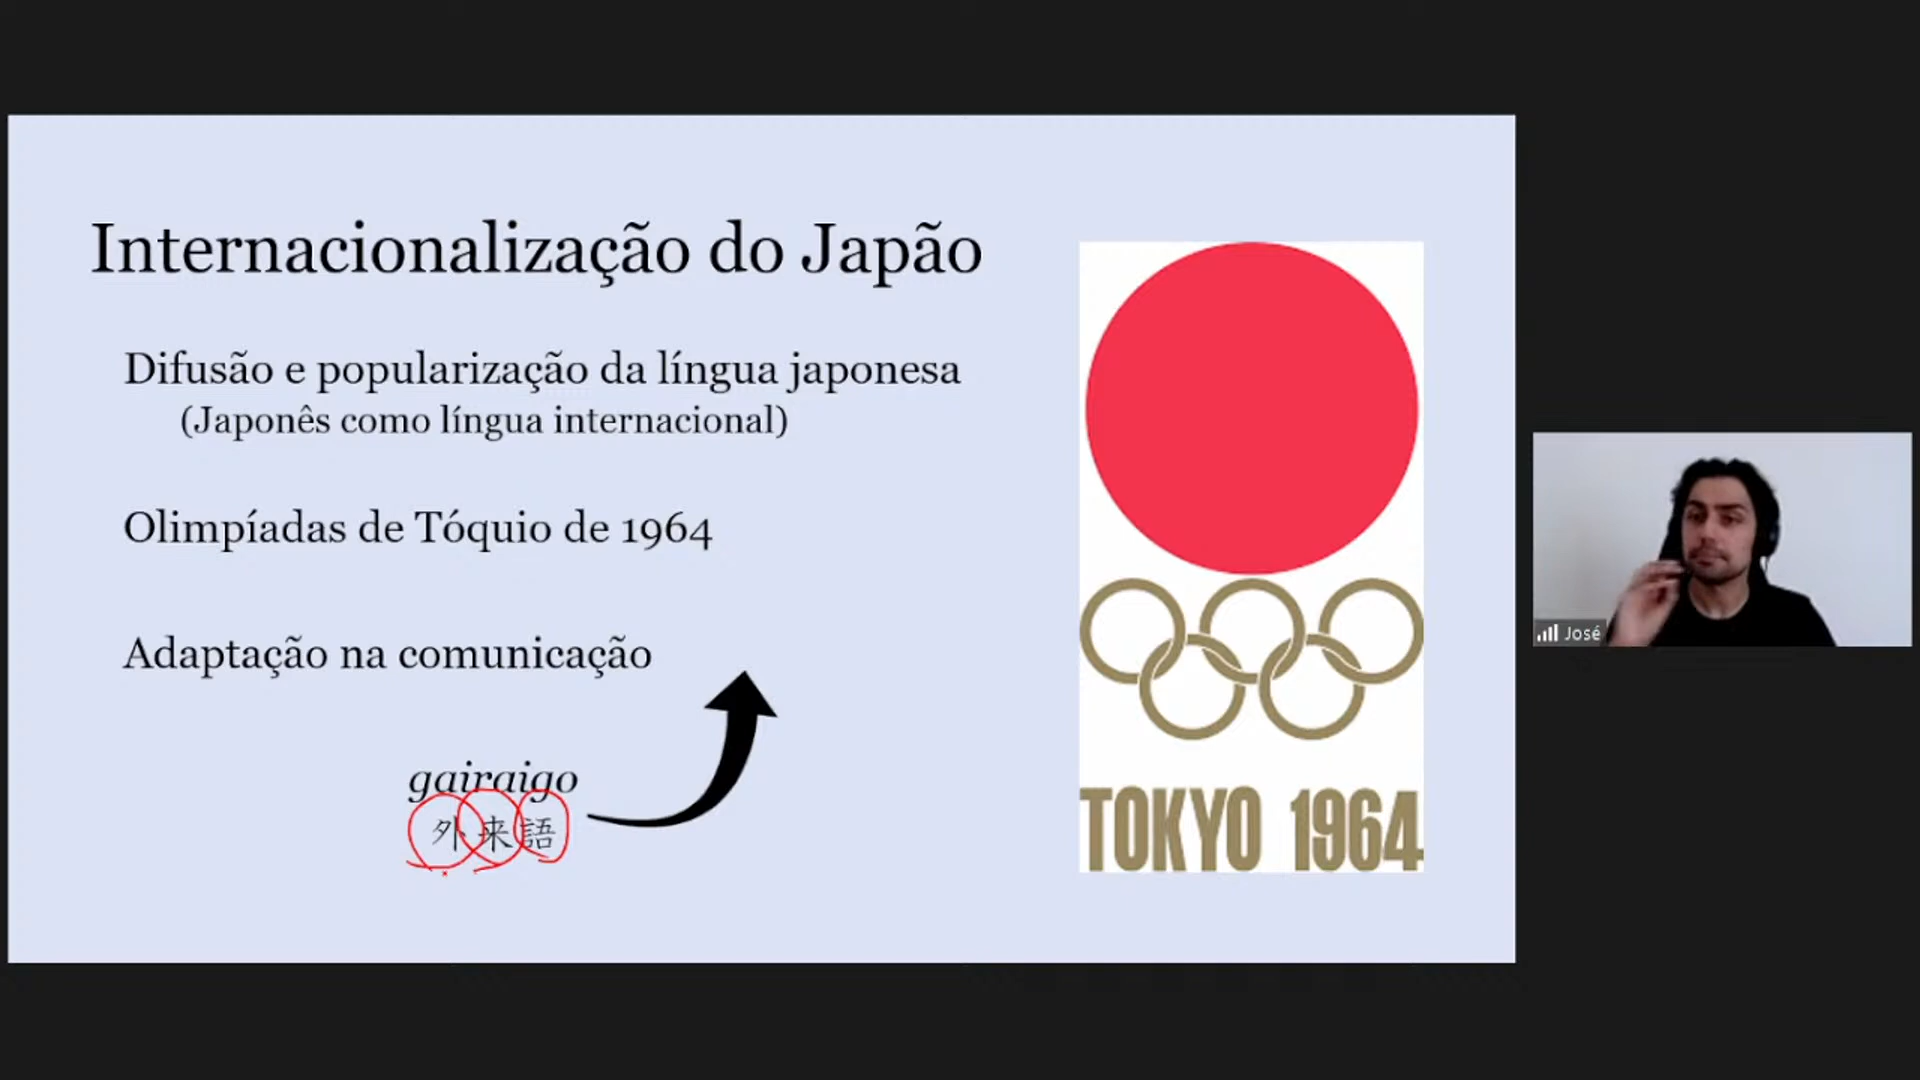 Internacionalização do Japão
Difusão e popularização da língua japonesa
(Japonês como língua internacional)
Olimpíadas de Tóquio de 1964
Adaptação na comunicação
gairaigo
外来語
TOKYO 1964
José